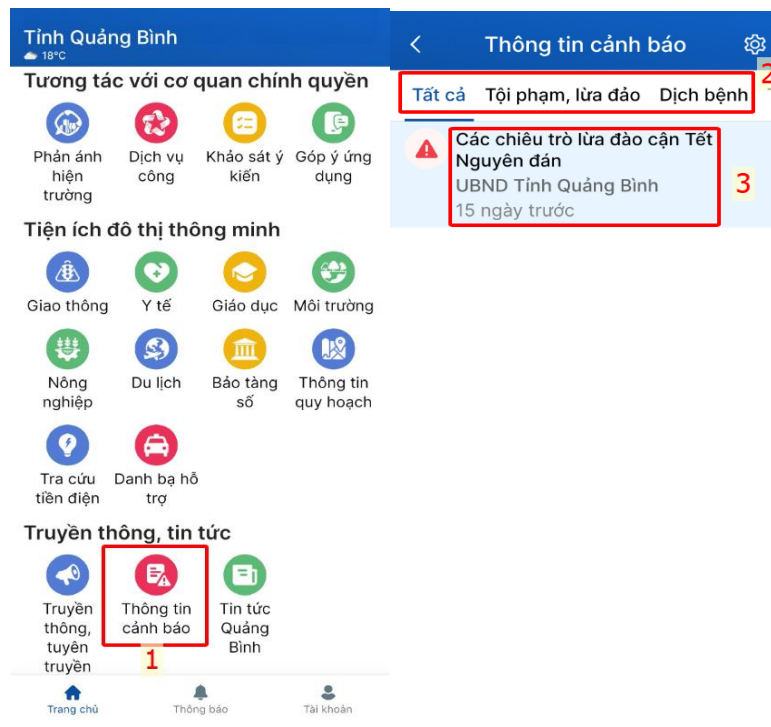 Tỉnh Quảng Bình
18°C
Tương tác với cơ quan chính quyền
Phản ánh hiện trường
Dịch vụ công
Khảo sát ý kiến
Góp ý ứng dụng
Tiện ích đô thị thông minh
Giao thông
Y tế
Giáo dục
Môi trường
Nông nghiệp
Du lịch
Bảo tàng số
Thông tin quy hoạch
Tra cứu tiền điện
Danh bạ hỗ trợ
Truyền thông, tin tức
Truyền thông, tuyên truyền
Thông tin cảnh báo
Tin tức Quảng Bình
1
Trang chủ
Thông báo
Tài khoản
Thông tin cảnh báo
2
Tất cả
Tội phạm, lừa đảo
Dịch bệnh
Các chiêu trò lừa đảo cận Tết
Nguyên đán
UBND Tỉnh Quảng Bình
15 ngày trước
3